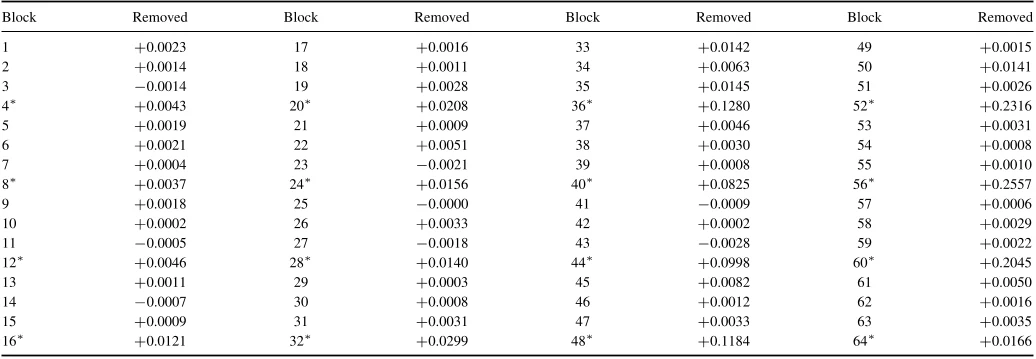 Block Removed Block Removed Block Removed Block Removed
1 +0.0023 17 +0.0016 33 +0.0142 49 +0.0015
2 +0.0014 18 +0.0011 34 +0.0063 50 +0.0141
3 −0.0014 19 +0.0028 35 +0.0145 51 +0.0026
4* +0.0043 20* +0.0208 36* +0.1280 52* +0.2316
5 +0.0019 21 +0.0009 37 +0.0046 53 +0.0031
6 +0.0021 22 +0.0051 38 +0.0030 54 +0.0008
7 +0.0004 23 −0.0021 39 +0.0008 55 +0.0010
8* +0.0037 24* +0.0156 40* +0.0825 56* +0.2557
9 +0.0018 25 −0.0000 41 −0.0009 57 +0.0006
10 +0.0002 26 +0.0033 42 +0.0002 58 +0.0029
11 −0.0005 27 −0.0018 43 −0.0028 59 +0.0022
12* +0.0046 28* +0.0140 44* +0.0998 60* +0.2045
13 +0.0011 29 +0.0003 45 +0.0082 61 +0.0050
14 −0.0007 30 +0.0008 46 +0.0012 62 +0.0016
15 +0.0009 31 +0.0031 47 +0.0033 63 +0.0035
16* +0.0121 32* +0.0299 48* +0.1184 64* +0.0166